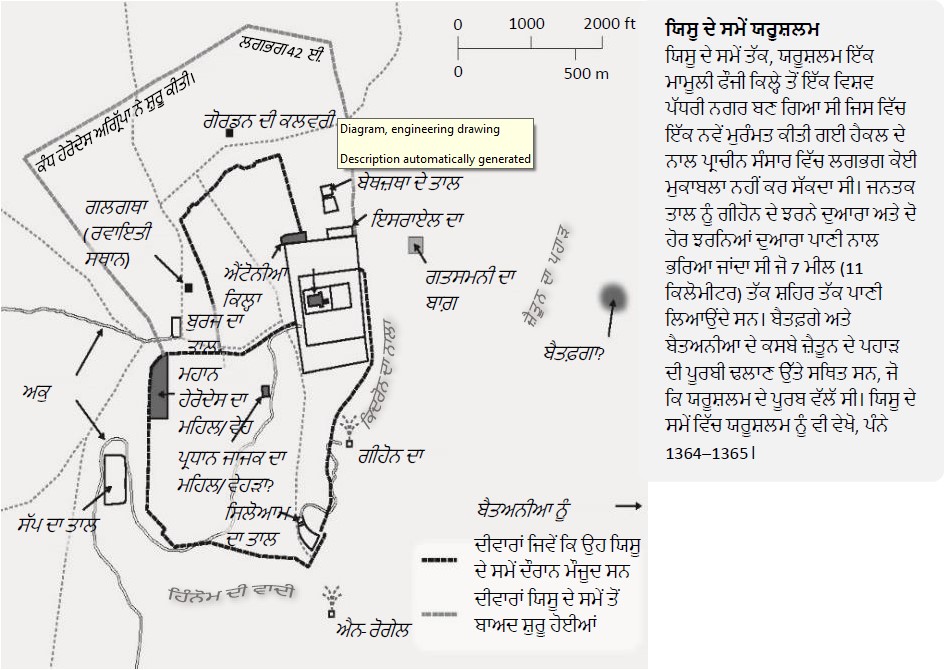 ਲਗਭਗ 42 ਈ.
ਕੰਧ ਹੇਰੋਦੇਸ ਅਗ੍ਰਿੱਪਾ ਨੇ ਸ਼ੁਰੂ ਕੀਤੀ।
0 1000 2000 ft
0 500 m
ਗੋਰਡਨ ਦੀ ਕਲਵਰੀ
Diagram, engineering drawing
Description automatically generated
ਬੇਥਜ਼ਥਾ ਦੇ ਤਾਲ
ਇਸਰਾਏਲ ਦਾ
ਗਲਗਥਾ
(ਰਵਾਇਤੀ
ਸਥਾਨ)
ਐਂਟੋਨੀਆ
ਕਿਲ੍ਹਾ
ਗਤਸਮਨੀ ਦਾ
ਬਾਗ਼
ਜ਼ੈਤੂਨ ਦਾ ਪਹਾੜ
ਬੈਤਫ਼ਗਾ?
ਬੁਰਜ ਦਾ
ਤਾਲ
ਕਿਦਰੋਨ ਦਾ ਨਾਲਾ
ਅਕੁ
ਮਹਾਨ
ਹੇਰੋਦੇਸ ਦਾ
ਮਹਿਲ/ਵੇਹ
ਪ੍ਰਧਾਨ ਜਾਜਕ ਦਾ
ਮਹਿਲ/ਵੇਹੜਾ?
ਗੀਹੋਨ ਦਾ
ਸਿਲੋਆਮ
ਦਾ ਤਾਲ
ਸੱਪ ਦਾ ਤਾਲ
ਹਿੰਨੋਮ ਦੀ ਵਾਦੀ
ਐਨ-ਰੋਗੇਲ
ਬੈਤਅਨੀਆ ਨੂੰ
ਦੀਵਾਰਾਂ ਜਿਵੇਂ ਕਿ ਉਹ ਯਿਸੂ
ਦੇ ਸਮੇਂ ਦੌਰਾਨ ਮੌਜੂਦ ਸਨ
ਦੀਵਾਰਾਂ ਯਿਸੂ ਦੇ ਸਮੇਂ ਤੋਂ
ਬਾਅਦ ਸ਼ੁਰੂ ਹੋਈਆਂ
ਯਿਸੂ ਦੇ ਸਮੇਂ ਯਰੂਸ਼ਲਮ
ਯਿਸੂ ਦੇ ਸਮੇਂ ਤੱਕ, ਯਰੂਸ਼ਲਮ ਇੱਕ
ਮਾਮੂਲੀ ਫੌਜੀ ਕਿਲ੍ਹੇ ਤੋਂ ਇੱਕ ਵਿਸ਼ਵ
ਪੱਧਰੀ ਨਗਰ ਬਣ ਗਿਆ ਸੀ ਜਿਸ ਵਿੱਚ
ਇੱਕ ਨਵੇਂ ਮੁਰੰਮਤ ਕੀਤੀ ਗਈ ਹੈਕਲ ਦੇ
ਨਾਲ ਪ੍ਰਾਚੀਨ ਸੰਸਾਰ ਵਿੱਚ ਲਗਭਗ ਕੋਈ
ਮੁਕਾਬਲਾ ਨਹੀਂ ਕਰ ਸੱਕਦਾ ਸੀ। ਜਨਤਕ
ਤਾਲ ਨੂੰ ਗੀਹੋਨ ਦੇ ਝਰਨੇ ਦੁਆਰਾ ਅਤੇ ਦੋ
ਹੋਰ ਝਰਨਿਆਂ ਦੁਆਰਾ ਪਾਣੀ ਨਾਲ
ਭਰਿਆ ਜਾਂਦਾ ਸੀ ਜੋ 7 ਮੀਲ (11
ਕਿਲੋਮੀਟਰ) ਤੱਕ ਸ਼ਹਿਰ ਤੱਕ ਪਾਣੀ
ਲਿਆਉਂਦੇ ਸਨ। ਬੈਤਫ਼ਗੇ ਅਤੇ
ਬੈਤਅਨੀਆ ਦੇ ਕਸਬੇ ਜ਼ੈਤੂਨ ਦੇ ਪਹਾੜ
ਦੀ ਪੂਰਬੀ ਢਲਾਣ ਉੱਤੇ ਸਥਿਤ ਸਨ, ਜੋ
ਕਿ ਯਰੂਸ਼ਲਮ ਦੇ ਪੂਰਬ ਵੱਲ ਸੀ। ਯਿਸੂ ਦੇ
ਸਮੇਂ ਵਿੱਚ ਯਰੂਸ਼ਲਮ ਨੂੰ ਵੀ ਵੇਖੋ, ਪੰਨੇ
1364–1365।